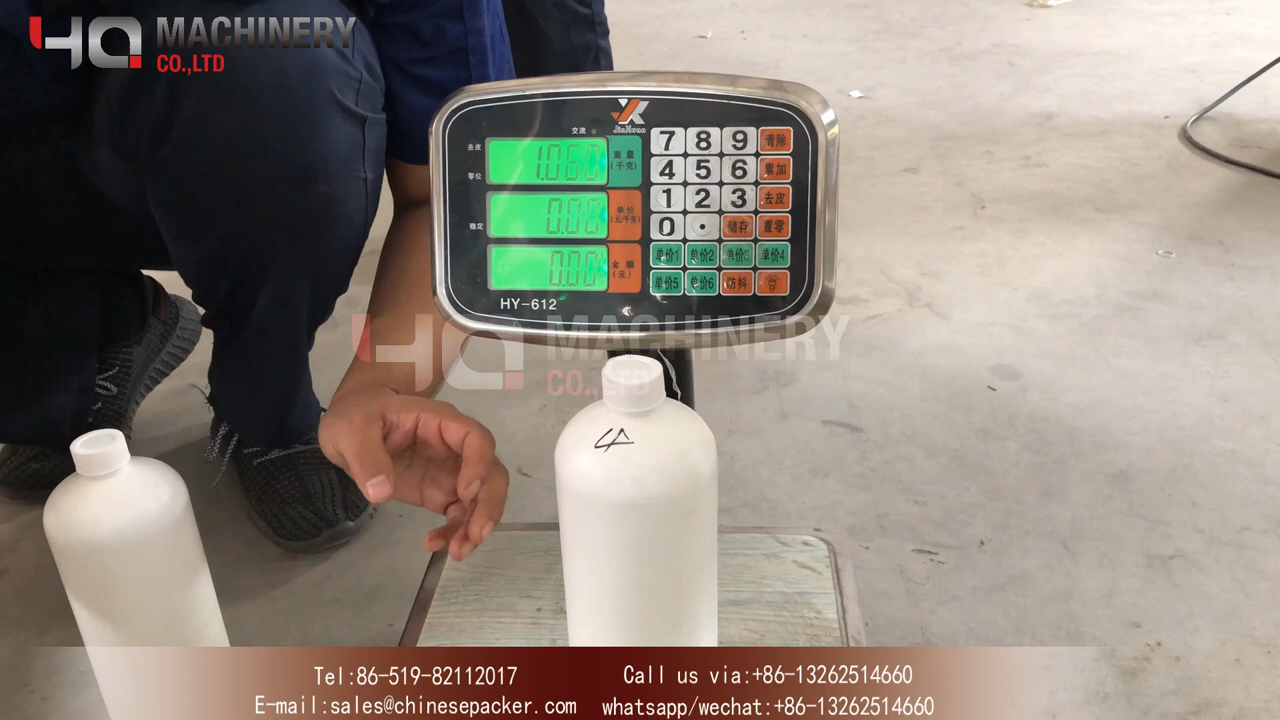 HQ MACHINERY
CO.,LTD
JinHuan
交流
去皮
零位
稳定
1.060
重量
(千克)
0.00
单价
(元/千克)
0.00
金额
(元)
7 8 9 清除
4 5 6 累加
1 2 3 去皮
0 . 储存 置零
单价1 单价2 单价3 单价4
单价5 单价6 防抖
HY-612
HQ MACHINERY
CO.,LTD
4
Tel:86-519-82112017
Call us via:+86-13262514660
E-mail:sales@chinesepacker.com
whatsapp/wechat:+86-13262514660